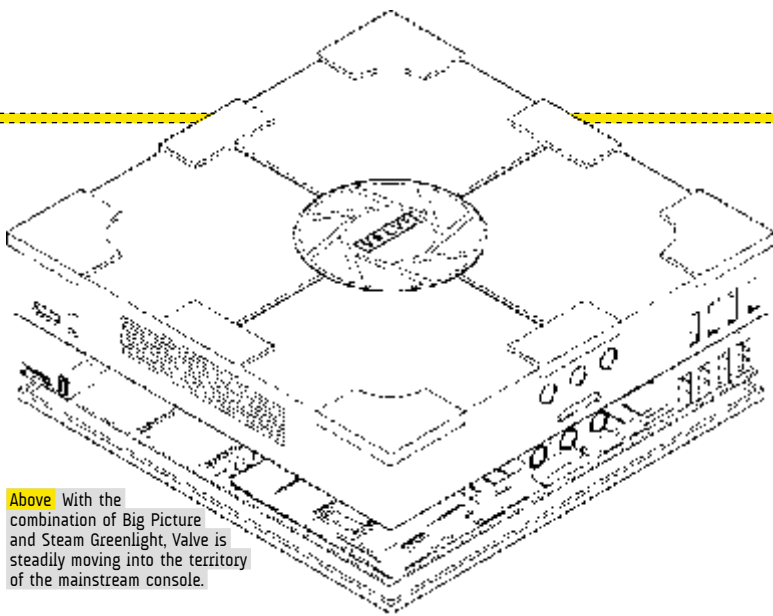 VALVE
Above With the
combination of Big Picture
and Steam Greenlight, Valve is
steadily moving into the territory
of the mainstream console.